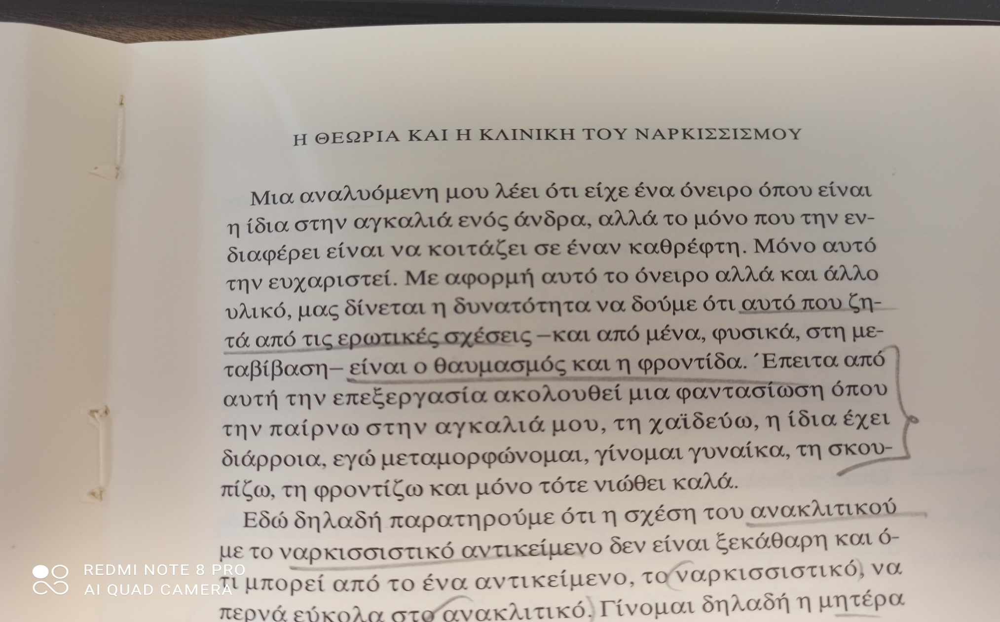 Η ΘΕΩΡΙΑ ΚΑΙ Η ΚΛΙΝΙΚΗ ΤΟΥ ΝΑΡΚΙΣΣΙΣΜΟΥ
Μια αναλυόμενη μου λέει ότι είχε ένα όνειρο όπου είναι
η ίδια στην αγκαλιά ενός άνδρα, αλλά το μόνο που την εν-
διαφέρει είναι να κοιτάζει σε έναν καθρέφτη. Μόνο αυτό
την ευχαριστεί. Με αφορμή αυτό το όνειρο αλλά και άλλο
υλικό, μας δίνεται η δυνατότητα να δούμε ότι αυτό που ζη-
τά από τις ερωτικές σχέσεις –και από μένα, φυσικά, στη με-
ταβίβαση– είναι ο θαυμασμός και η φροντίδα. Έπειτα από
αυτή την επεξεργασία ακολουθεί μια φαντασίωση όπου
την παίρνω στην αγκαλιά μου, τη χαϊδεύω, η ίδια έχει
διάρροια, εγώ μεταμορφώνομαι, γίνομαι γυναίκα, τη σκου-
πίζω, τη φροντίζω και μόνο τότε νιώθει καλά.
Εδώ δηλαδή παρατηρούμε ότι η σχέση του ανακλιτικού
με το ναρκισσιστικό αντικείμενο δεν είναι ξεκάθαρη και ό-
τι μπορεί από το ένα αντικείμενο, το ναρκισσιστικό, να
περνά εύκολα στο ανακλιτικό. Γίνομαι δηλαδή η μητέρα
REDMI NOTE 8 PRO
AI QUAD CAMERA